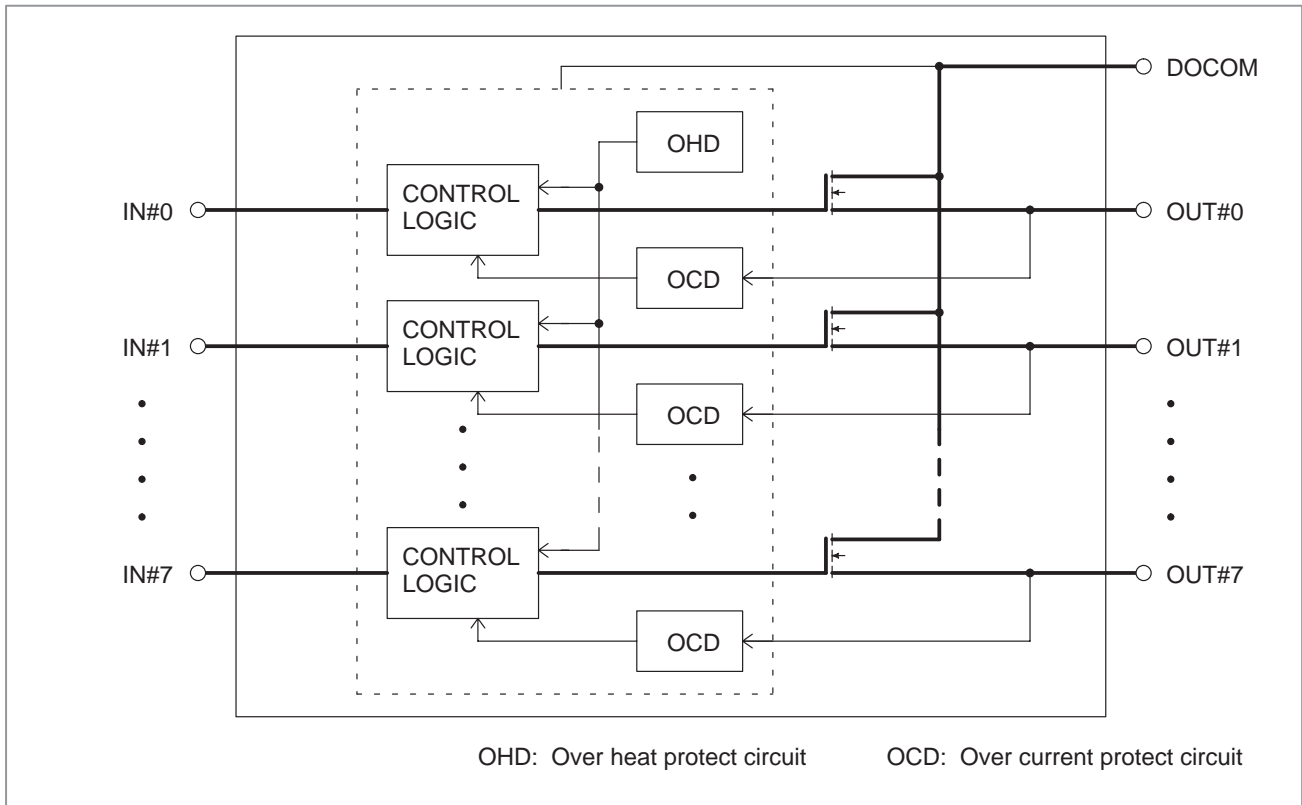 DOCOM
OHD
CONTROL
LOGIC
IN#0
OUT#0
OCD
CONTROL
LOGIC
IN#1
OUT#1
OCD
CONTROL
LOGIC
IN#7
OUT#7
OCD
OHD: Over heat protect circuit
OCD: Over current protect circuit